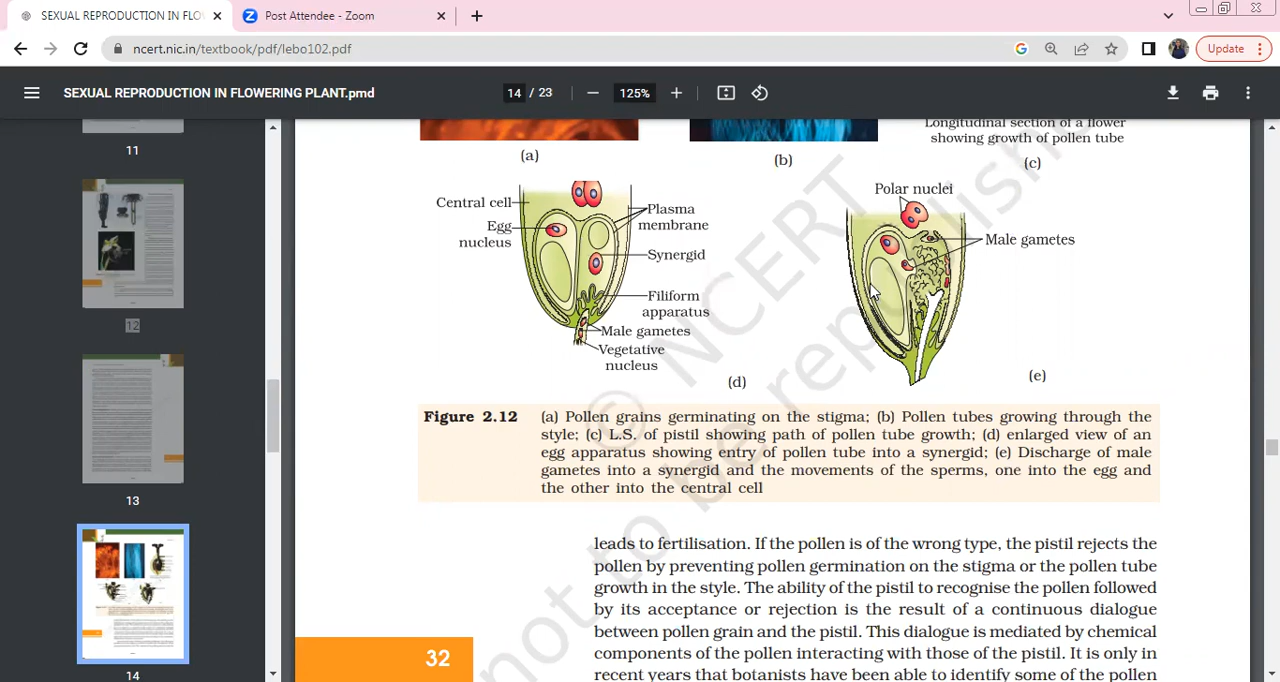 SEXUAL REPRODUCTION IN FLO
Post Attendee - Zoom
ncert.nic.in/textbook/pdf/lebo102.pdf
Update
SEXUAL REPRODUCTION IN FLOWERING PLANT.pmd
14 / 23
125%
11
12
13
14
Longitudinal section of a flower
showing growth of pollen tube
(a)
(b)
(c)
Central cell
Egg
nucleus
Plasma
membrane
Synergid
Filiform
apparatus
Male gametes
Vegetative
nucleus
(d)
Polar nuclei
Male gametes
(e)
Figure 2.12 (a) Pollen grains germinating on the stigma; (b) Pollen tubes growing through the
style; (c) L.S. of pistil showing path of pollen tube growth; (d) enlarged view of an
egg apparatus showing entry of pollen tube into a synergid; (e) Discharge of male
gametes into a synergid and the movements of the sperms, one into the egg and
the other into the central cell
leads to fertilisation. If the pollen is of the wrong type, the pistil rejects the
pollen by preventing pollen germination on the stigma or the pollen tube
growth in the style. The ability of the pistil to recognise the pollen followed
by its acceptance or rejection is the result of a continuous dialogue
between pollen grain and the pistil. This dialogue is mediated by chemical
components of the pollen interacting with those of the pistil. It is only in
recent years that botanists have been able to identify some of the pollen
32
© NCERT
not to be republished